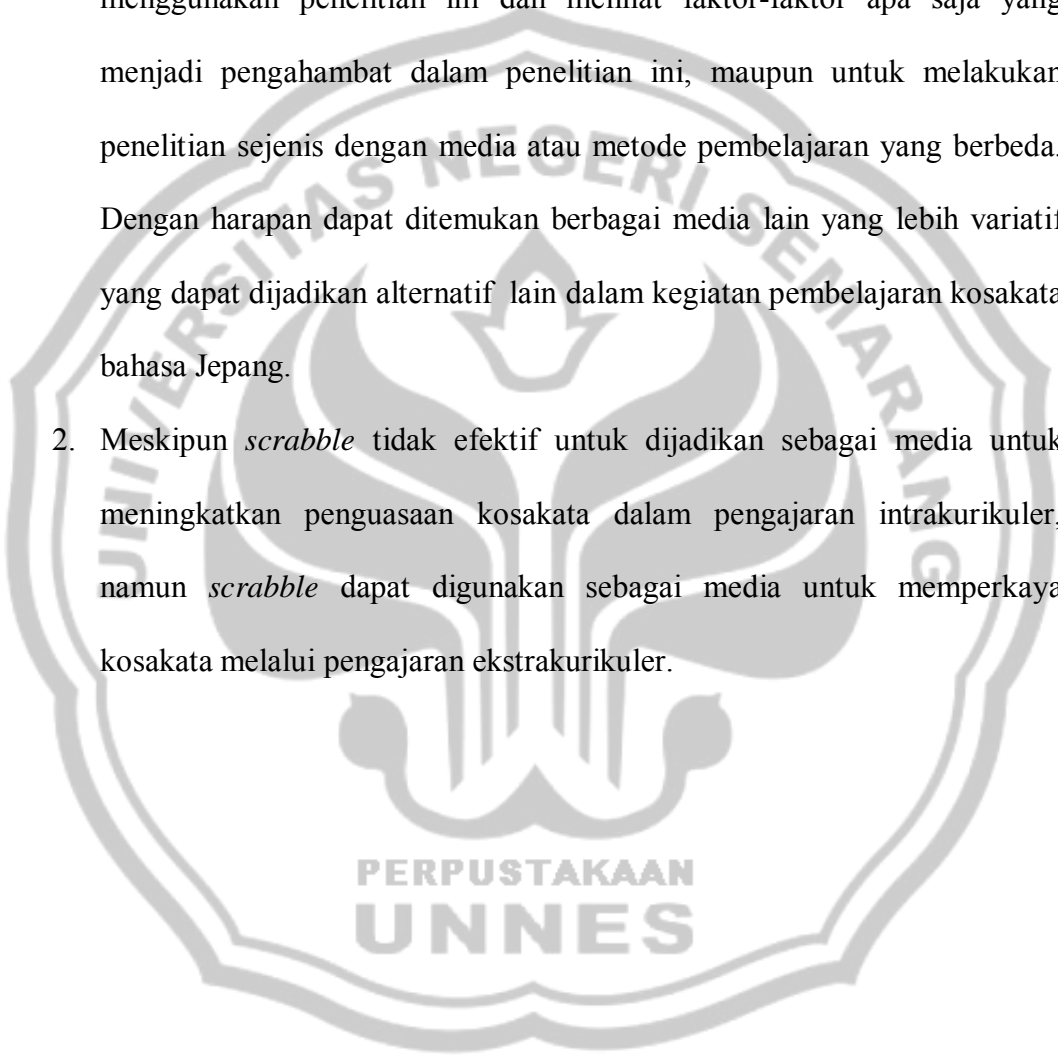 menggunakan penelitian ini dan melihat faktor-faktor apa saja yang
menjadi pengahambat dalam penelitian ini, maupun untuk melakukan
penelitian sejenis dengan media atau metode pembelajaran yang berbeda.
Dengan harapan dapat ditemukan berbagai media lain yang lebih variatif
yang dapat dijadikan alternatif lain dalam kegiatan pembelajaran kosakata
bahasa Jepang.
2. Meskipun scrabble tidak efektif untuk dijadikan sebagai media untuk
meningkatkan penguasaan kosakata dalam pengajaran intrakurikuler,
namun scrabble dapat digunakan sebagai media untuk memperkaya
kosakata melalui pengajaran ekstrakurikuler.
UNIVERSITAS NEGERI SEMARANG
PERPUSTAKAAN
UNNES